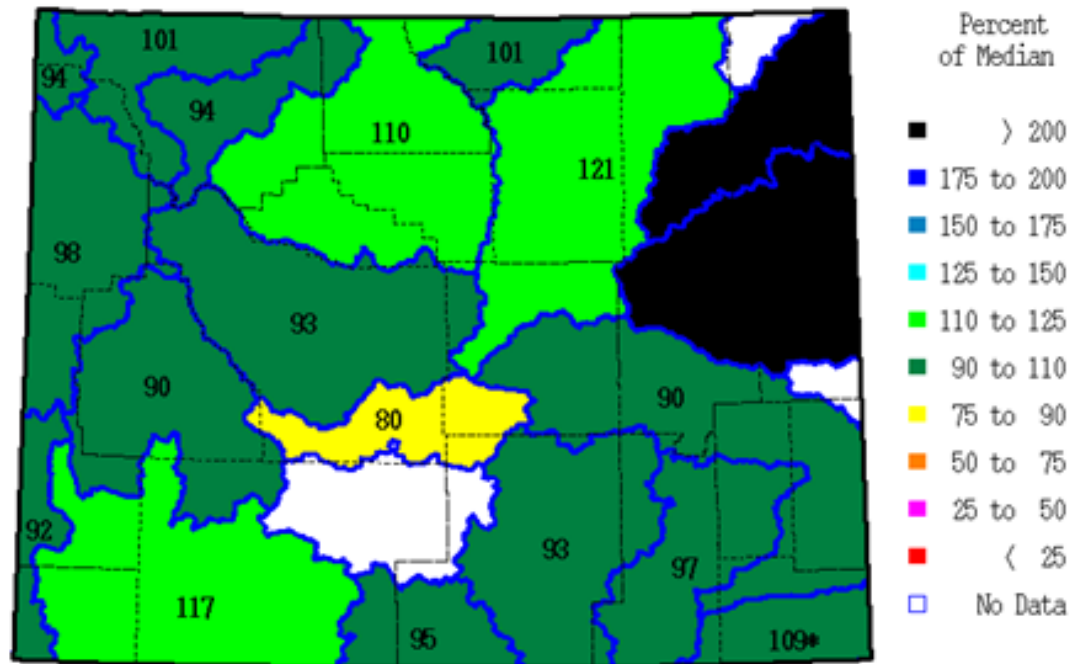 101
101
94
94
110
121
98
93
90
80
90
92
93
97
117
95
109*
Percent
of Median
> 200
175 to 200
150 to 175
125 to 150
110 to 125
90 to 110
75 to 90
50 to 75
25 to 50
< 25
No Data